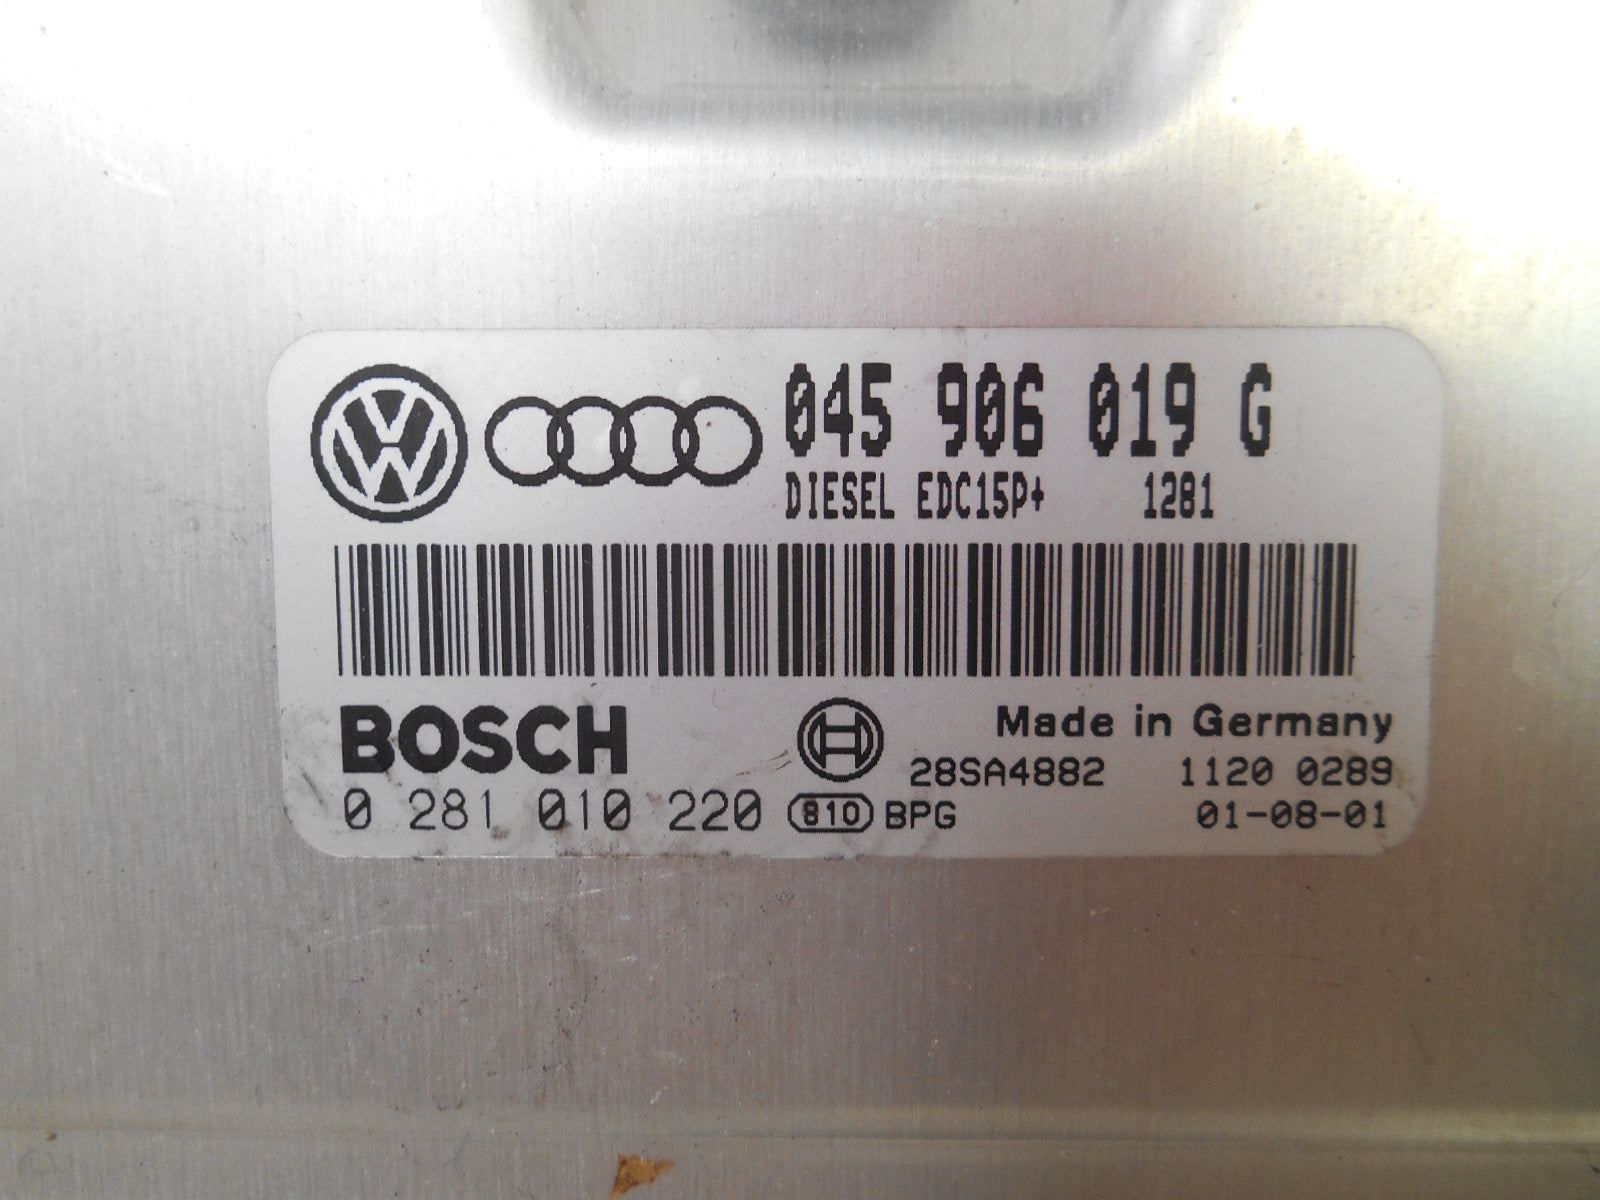 045 906 019 G
DIESEL EDC15P+ 1281
BOSCH
Made in Germany
28SA4882 1120 0289
0 281 010 220 810 BPG 01-08-01